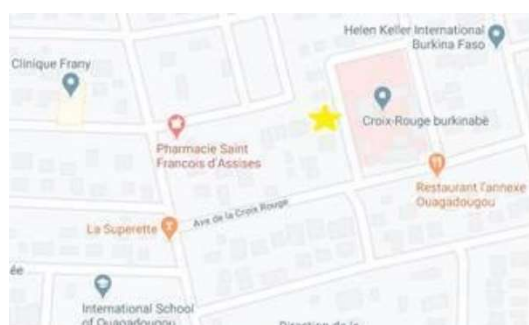 Helen Keller International
Burkina Faso
Clinique Frany
Croix-Rouge burkinabè
Pharmacie Saint
Francois d'Assises
Restaurant l'annexe
Ouagadougou
Ave de la Croix Rouge
La Superette
ée
International School
of Ouagadougou
Direction de la